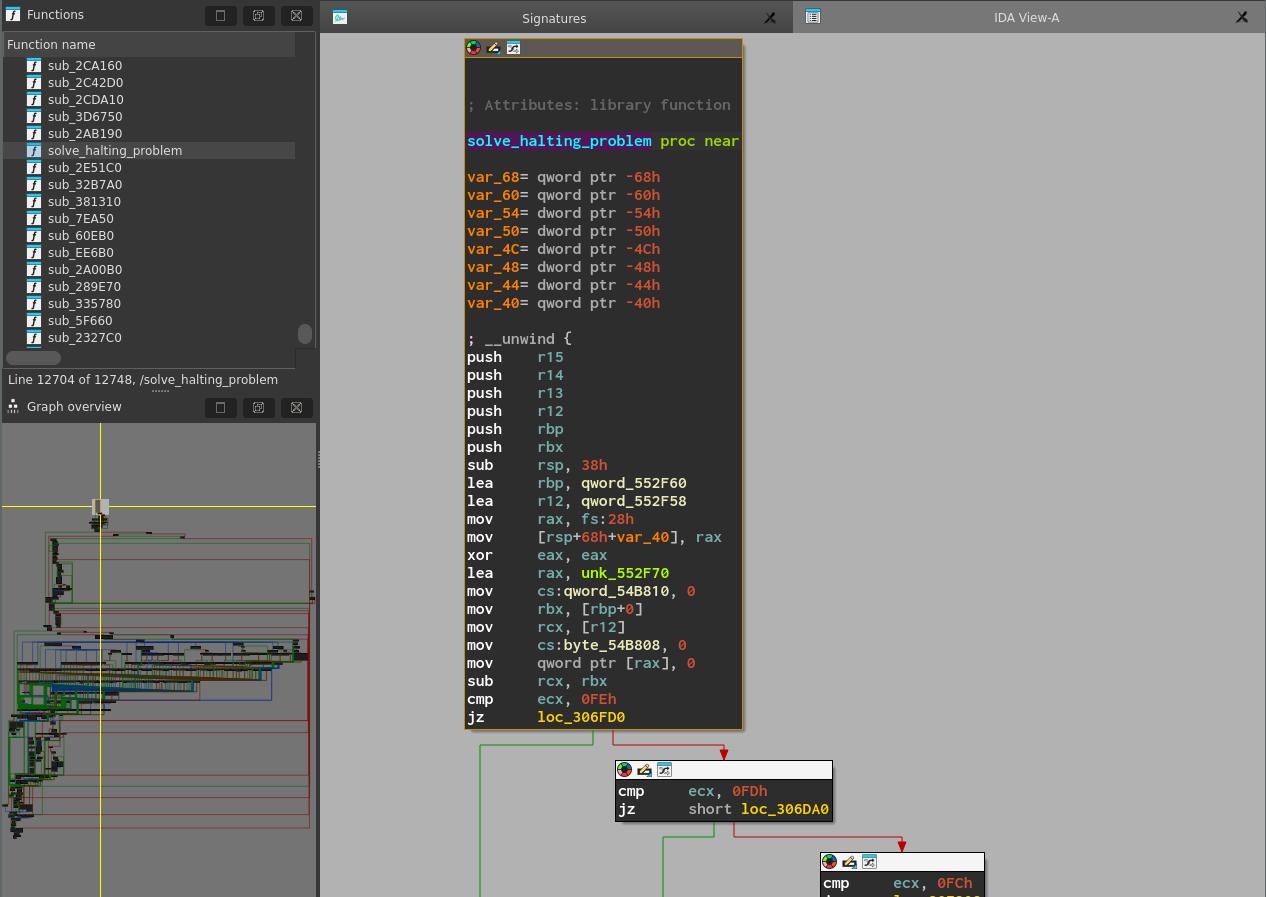 Functions
Function name
sub_2CA160
sub_2C42D0
sub_2CDA10
sub_3D6750
sub_2AB190
solve_halting_problem
sub_2E51C0
sub_32B7A0
sub_381310
sub_7EA50
sub_60EB0
sub_EE6B0
sub_2A00B0
sub_289E70
sub_335780
sub_5F660
sub_2327C0
Line 12704 of 12748, /solve_halting_problem
Graph overview
Signatures
IDA View-A
; Attributes: library function
solve_halting_problem proc near
var_68= qword ptr -68h
var_60= qword ptr -60h
var_54= dword ptr -54h
var_50= dword ptr -50h
var_4C= dword ptr -4Ch
var_48= dword ptr -48h
var_44= dword ptr -44h
var_40= qword ptr -40h
; __unwind {
push r15
push r14
push r13
push r12
push rbp
push rbx
sub rsp, 38h
lea rbp, qword_552F60
lea r12, qword_552F58
mov rax, fs:28h
mov [rsp+68h+var_40], rax
xor eax, eax
lea rax, unk_552F70
mov cs:qword_54B810, 0
mov rbx, [rbp+0]
mov rcx, [r12]
mov cs:byte_54B808, 0
mov qword ptr [rax], 0
sub rcx, rbx
cmp ecx, 0FEh
jz loc_306FD0
cmp ecx, 0FDh
jz short loc_306DA0
cmp ecx, 0FCh